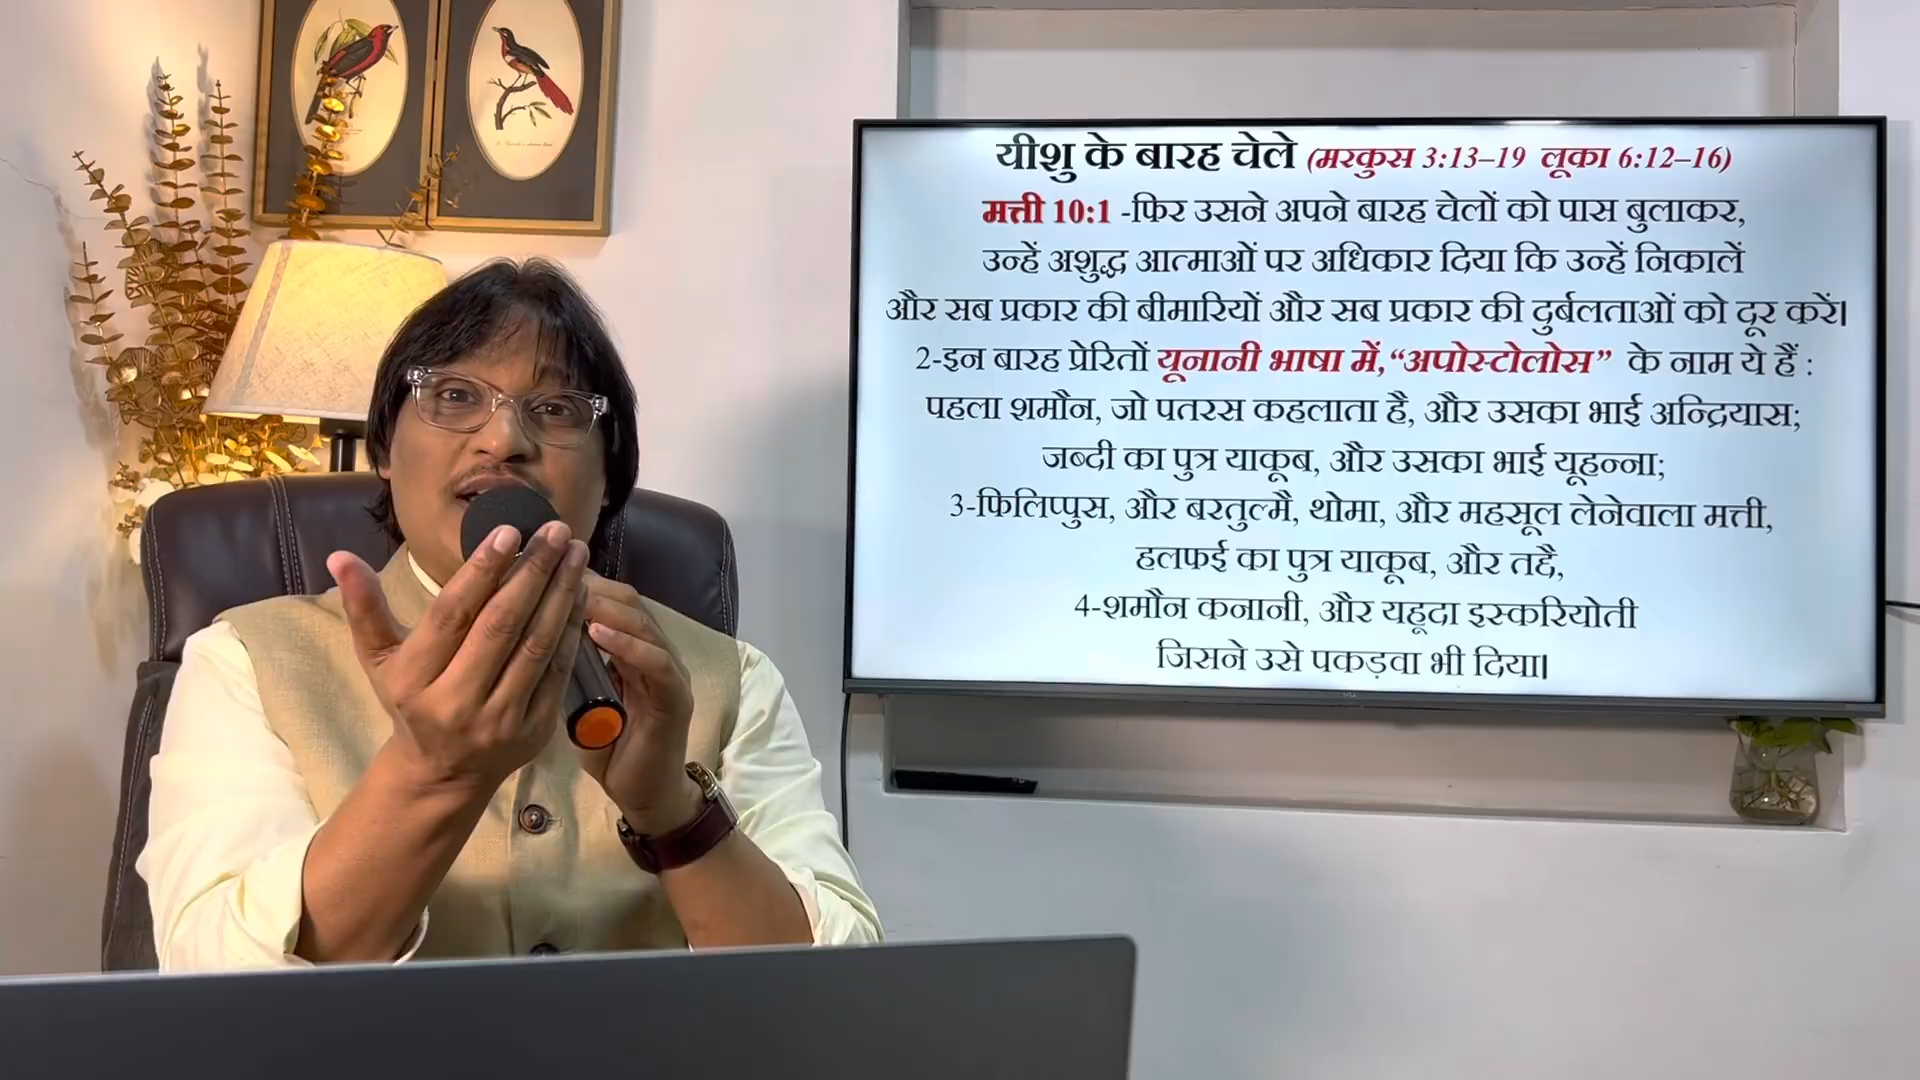 यीशु के बारह चेले (मरकुस 3:13–19 लूका 6:12–16)
मत्ती 10:1 -फिर उसने अपने बारह चेलों को पास बुलाकर,
उन्हें अशुद्ध आत्माओं पर अधिकार दिया कि उन्हें निकालें
और सब प्रकार की बीमारियों और सब प्रकार की दुर्बलताओं को दूर करें।
2-इन बारह प्रेरितों यूनानी भाषा में,“अपोस्टोलोस” के नाम ये हैं :
पहला शमौन, जो पतरस कहलाता है, और उसका भाई अन्द्रियास;
जब्दी का पुत्र याकूब, और उसका भाई यूहन्ना;
3-फिलिप्पुस, और बरतुल्मै, थोमा, और महसूल लेनेवाला मत्ती,
हलफई का पुत्र याकूब, और तद्दै,
4-शमौन कनानी, और यहूदा इस्करियोती
जिसने उसे पकड़वा भी दिया।